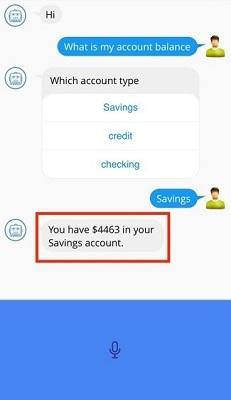 Hi
What is my account balance
Which account type
Savings
credit
checking
Savings
You have $4463 in your
Savings account.